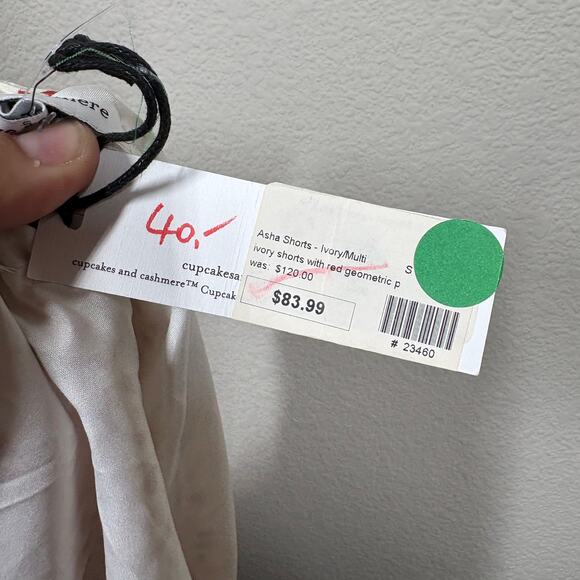 40.-
cupcakesa
cupcakes and cashmere™ Cupcak
Asha Shorts - Ivory/Multi
ivory shorts with red geometric p
was: $120.00
S
$83.99
# 23460